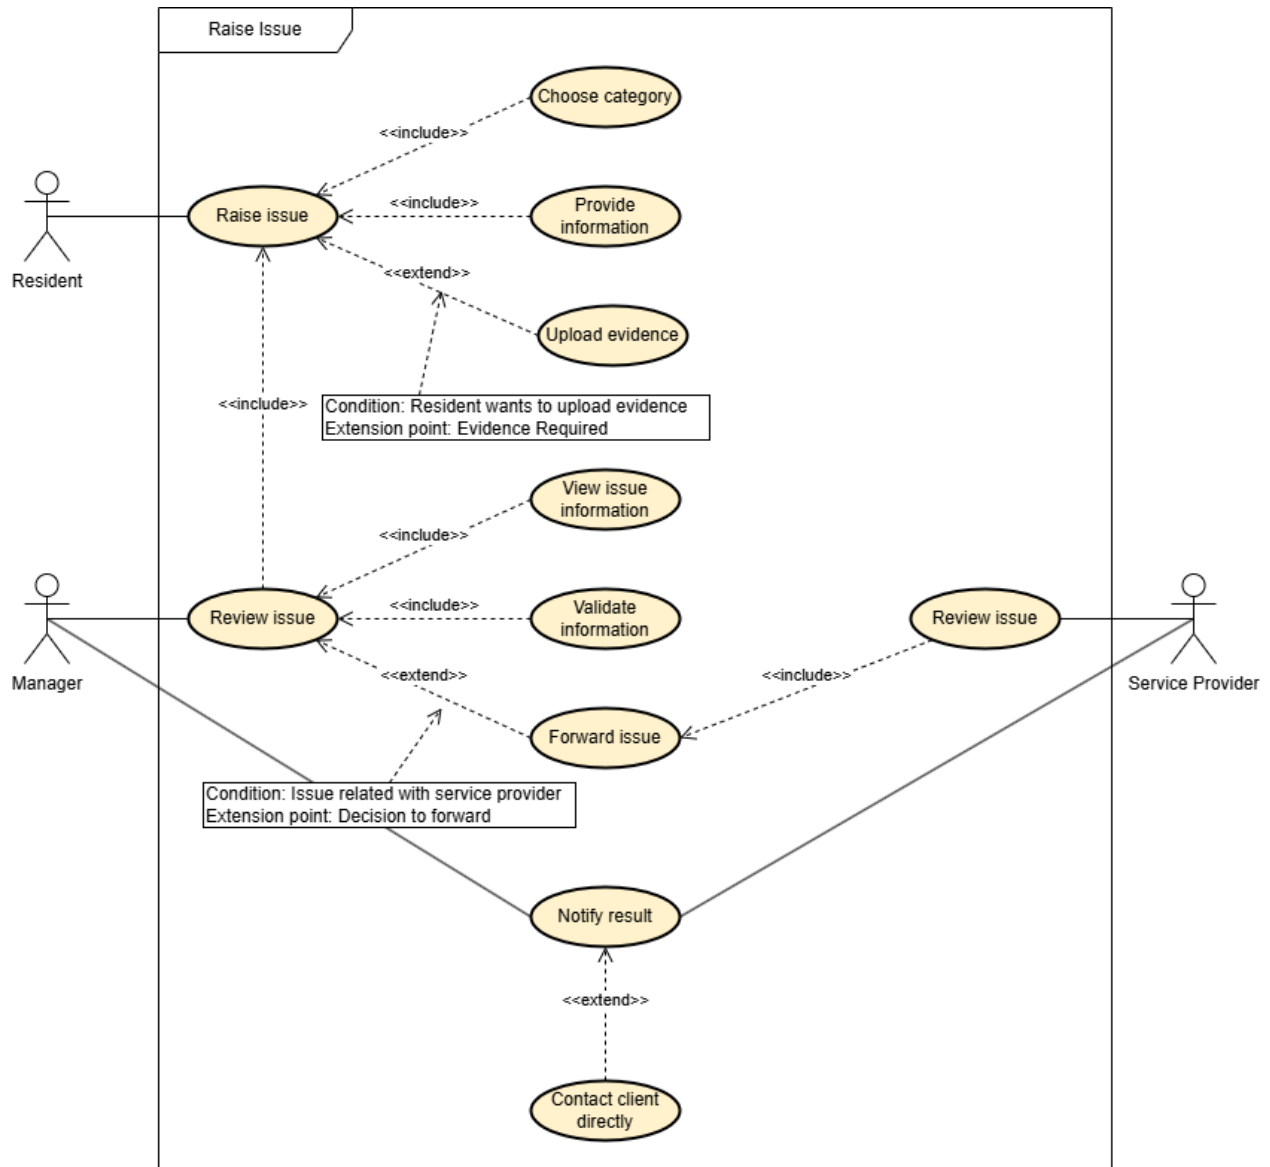 Raise Issue
Choose category
<<include>>
Raise issue
<<include>>
Provide
information
Resident
<<extend>>
Upload evidence
<<include>>
Condition: Resident wants to upload evidence
Extension point: Evidence Required
View issue
information
<<include>>
Manager
Review issue
<<include>>
Validate
information
Review issue
Service Provider
<<extend>>
<<include>>
Forward issue
Condition: Issue related with service provider
Extension point: Decision to forward
Notify result
<<extend>>
Contact client
directly